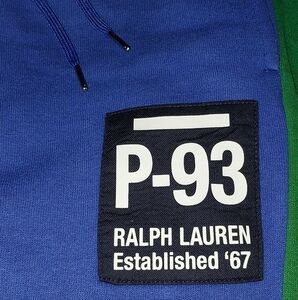 P-93
RALPH LAUREN
Established ‘67